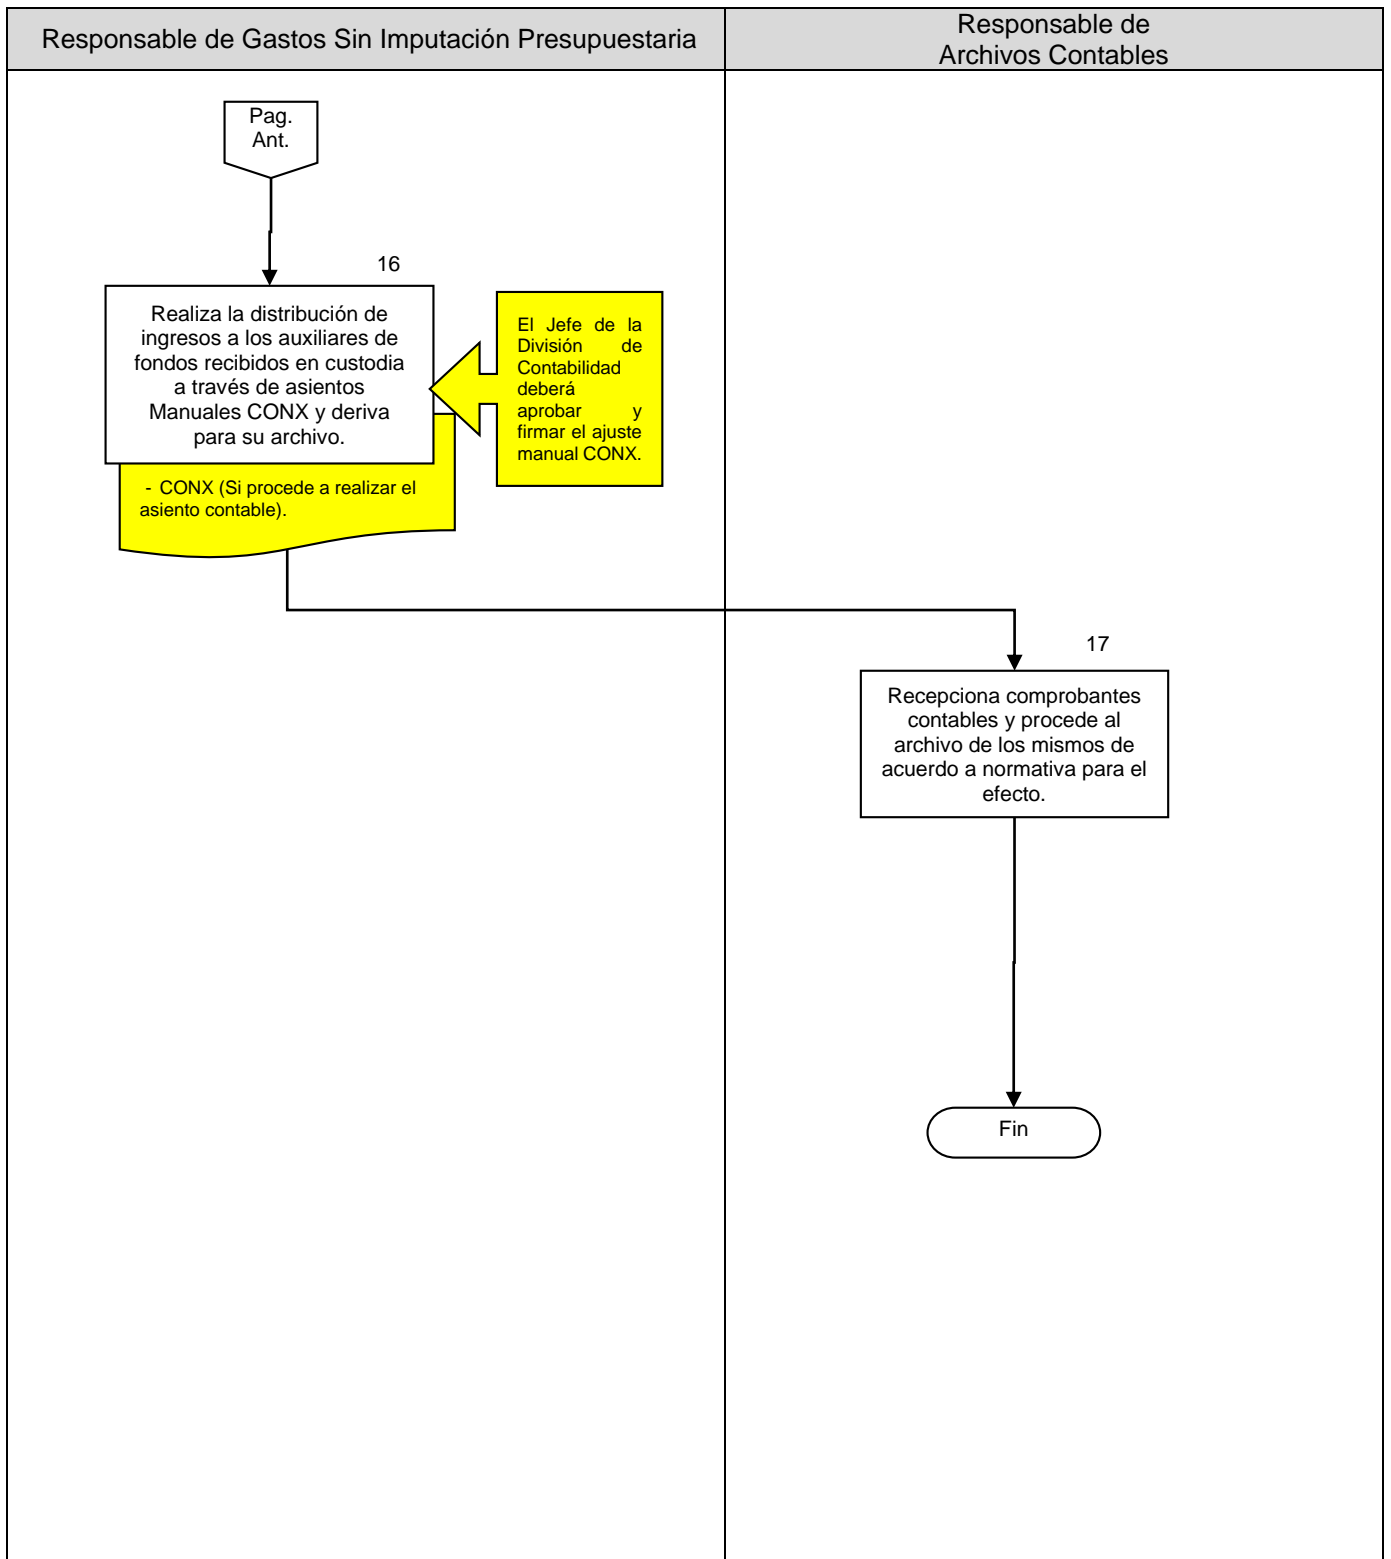 Responsable de Gastos Sin Imputación Presupuestaria
Responsable de
Archivos Contables
Pag.
Ant.
16
Realiza la distribución de
ingresos a los auxiliares de
fondos recibidos en custodia
a través de asientos
Manuales CONX y deriva
para su archivo.
El Jefe de la
División de
Contabilidad
deberá
aprobar y
firmar el ajuste
manual CONX.
- CONX (Si procede a realizar el
asiento contable).
17
Recepciona comprobantes
contables y procede al
archivo de los mismos de
acuerdo a normativa para el
efecto.
Fin